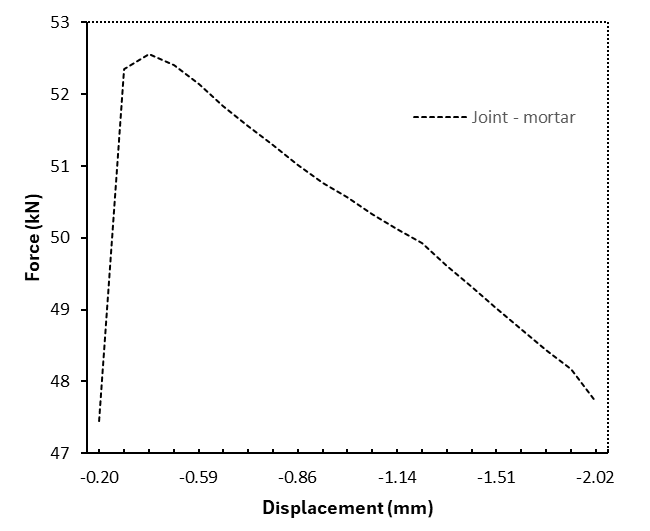 53
52
51
50
49
48
47
Force (kN)
Joint - mortar
-0.20 -0.59 -0.86 -1.14 -1.51 -2.02
Displacement (mm)